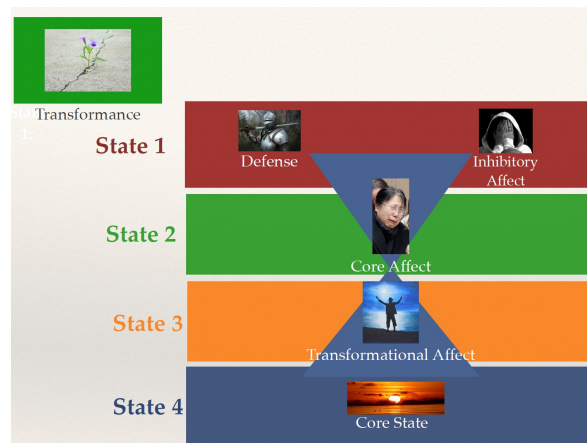 Transformance
State 1
Defense
Inhibitory
Affect
State 2
Core Affect
State 3
Transformational Affect
State 4
Core State